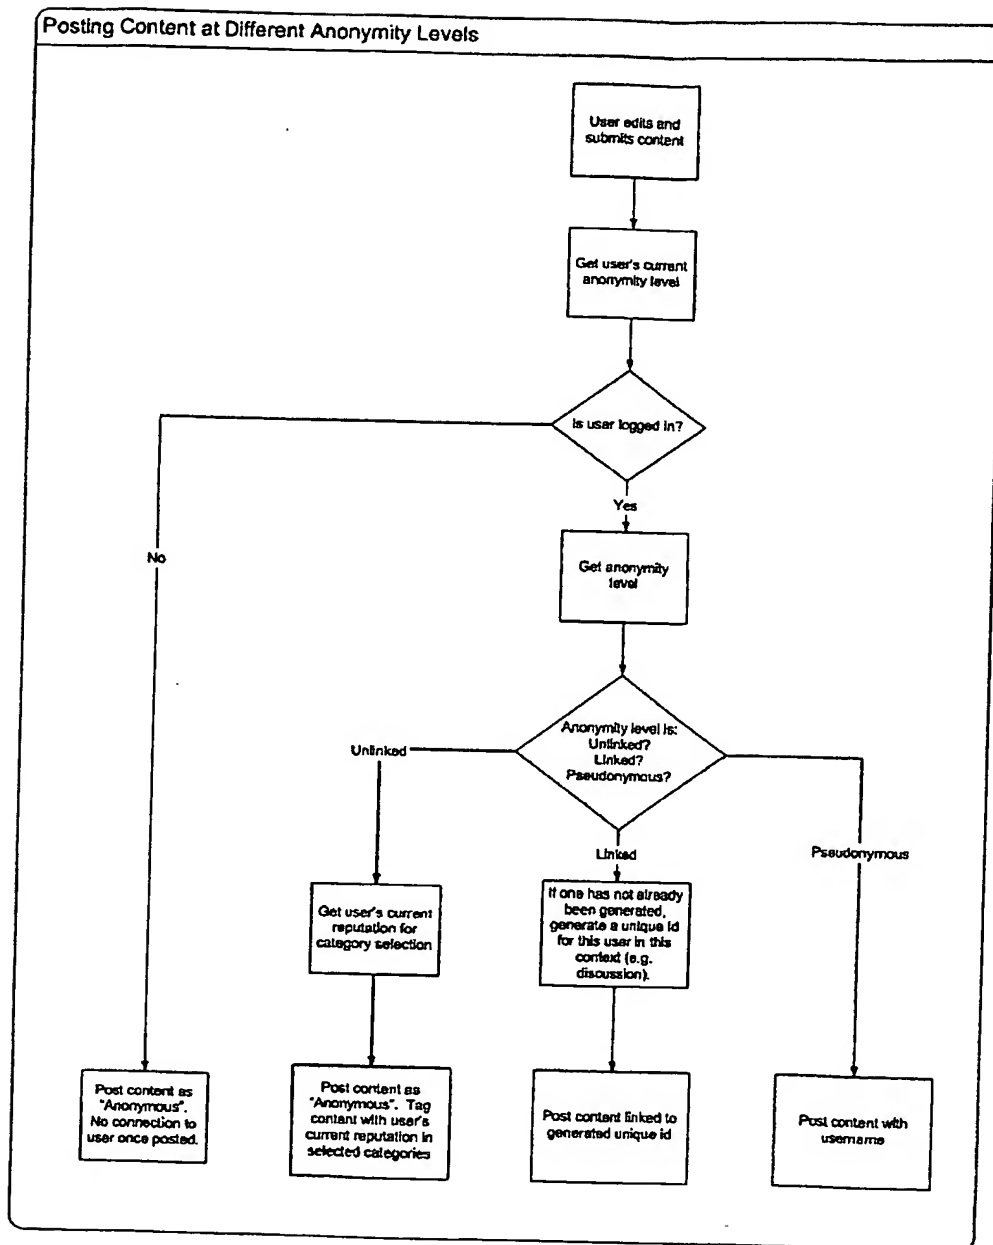 Posting Content at Different Anonymity Levels
User edits and
submits content
Get user's current
anonymity level
Is user logged in?
Yes
No
Get anonymity
level
Anonymity level is:
Unlinked?
Linked?
Pseudonymous?
Unlinked
Linked
Pseudonymous
Get user's current
reputation for
category selection
If one has not already
been generated,
generate a unique id
for this user in this
context (e.g.
discussion).
Post content as
"Anonymous".
No connection to
user once posted.
Post content as
"Anonymous". Tag
content with user's
current reputation in
selected categories
Post content linked to
generated unique id
Post content with
username